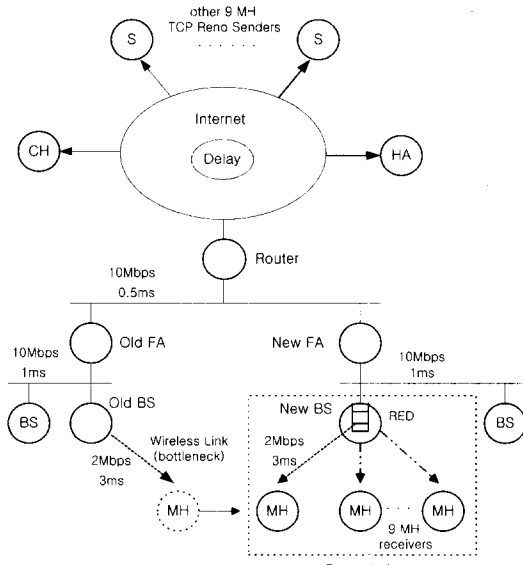 other 9 MH
TCP Reno Senders
. . . . . .
S
S
Internet
Delay
CH
HA
Router
10Mbps
0.5ms
Old FA
New FA
10Mbps
1ms
10Mbps
1ms
BS
Old BS
New BS
RED
BS
Wireless Link
(bottleneck)
2Mbps
3ms
2Mbps
3ms
MH
MH
MH
MH
9 MH
receivers